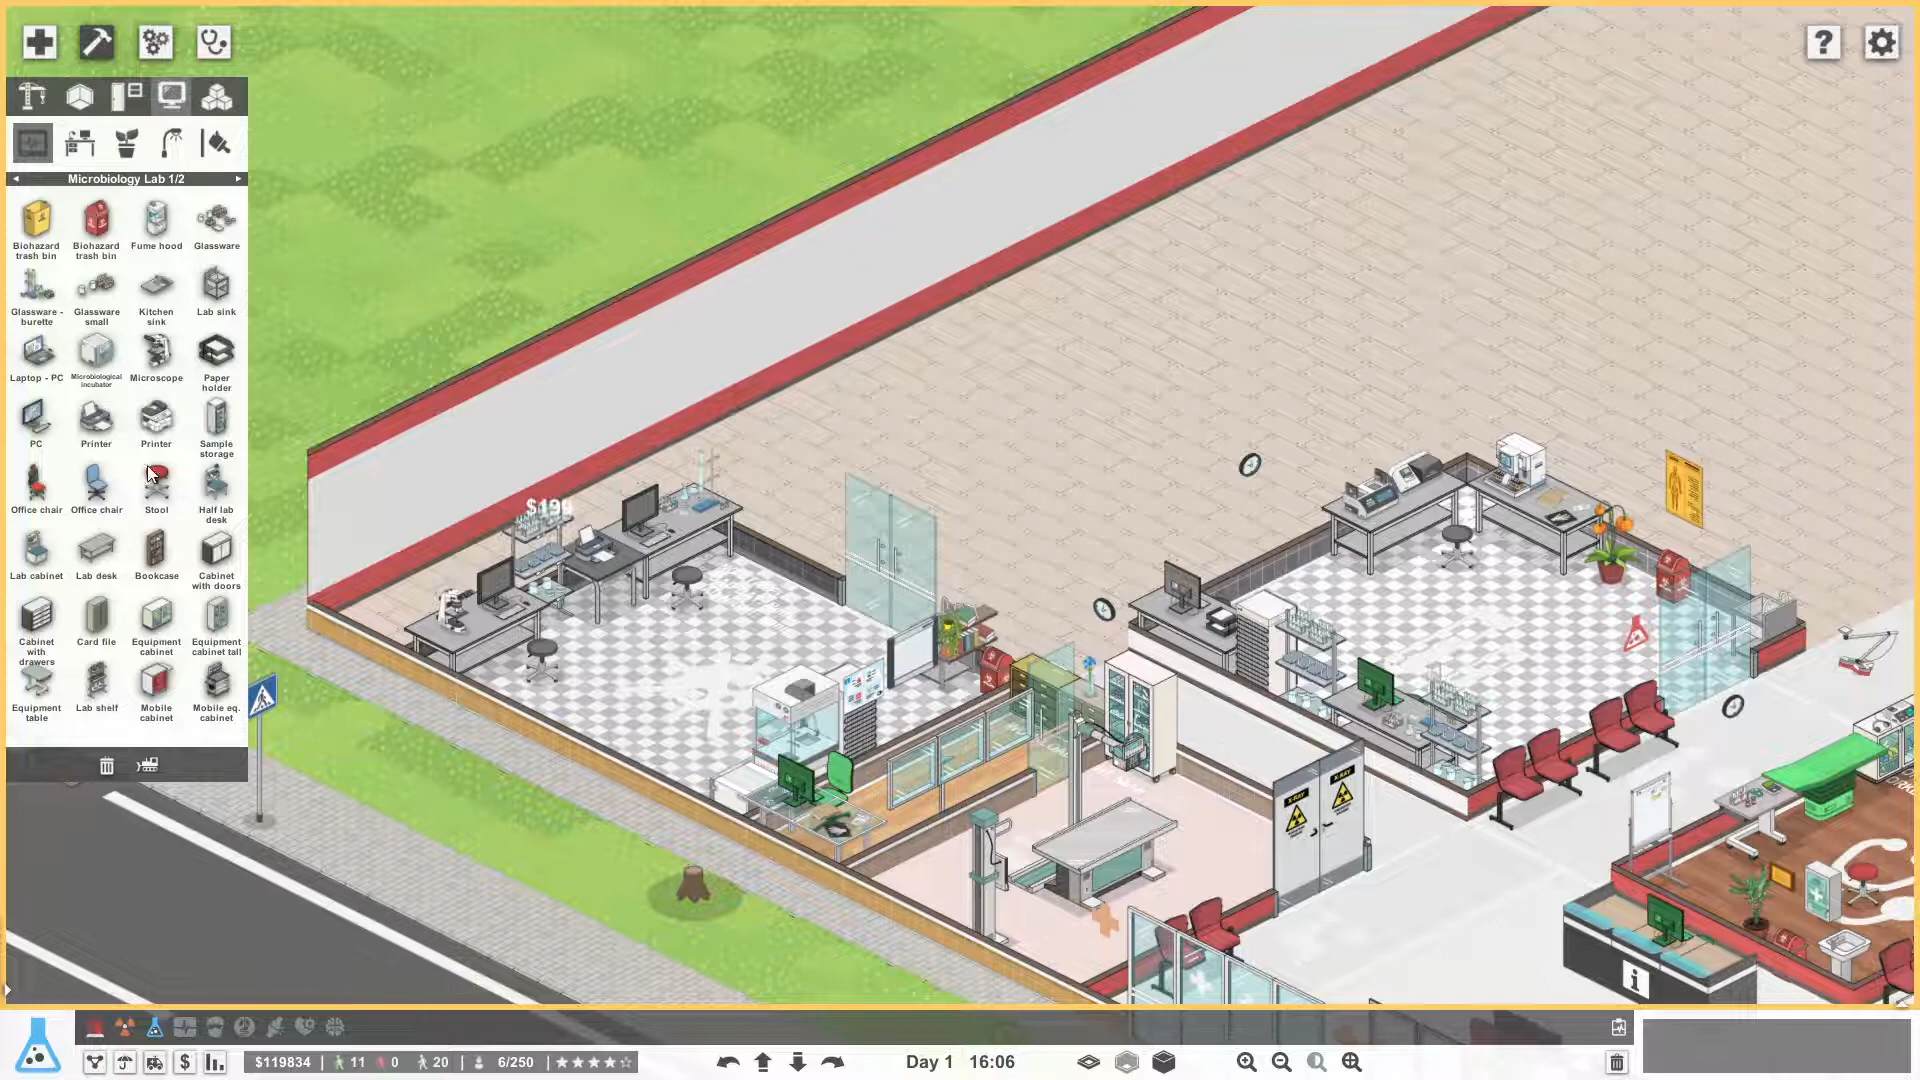 Microbiology Lab 1/2
Biohazard trash bin
Biohazard trash bin
Fume hood
Glassware
Glassware - burette
Glassware small
Kitchen sink
Lab sink
Laptop - PC
Microbiological incubator
Microscope
Paper holder
PC
Printer
Printer
Sample storage
Office chair
Office chair
Stool
Half lab desk
Lab cabinet
Lab desk
Bookcase
Cabinet with doors
Cabinet with drawers
Card file
Equipment cabinet
Equipment cabinet tall
Equipment table
Lab shelf
Mobile cabinet
Mobile eq. cabinet
$199
X-RAY
X-RAY
$119834 | 11 0 20 | 6/250
Day 1 16:06